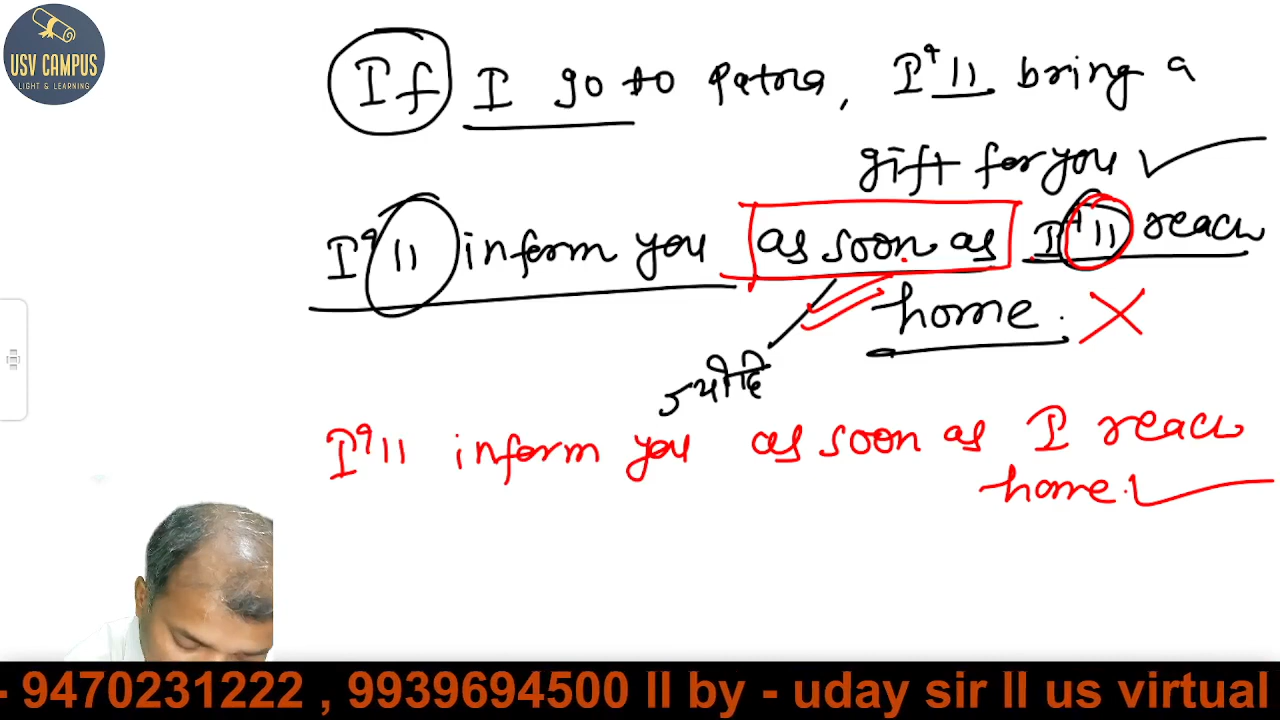 USV CAMPUS
LIGHT & LEARNING
If I go to Patna, I'll bring a
gift for you
I'll inform you as soon as I'll reach
home.
ज्योंहि
I'll inform you as soon as I reach
home.
- 9470231222 , 9939694500 ll by - uday sir ll us virtual